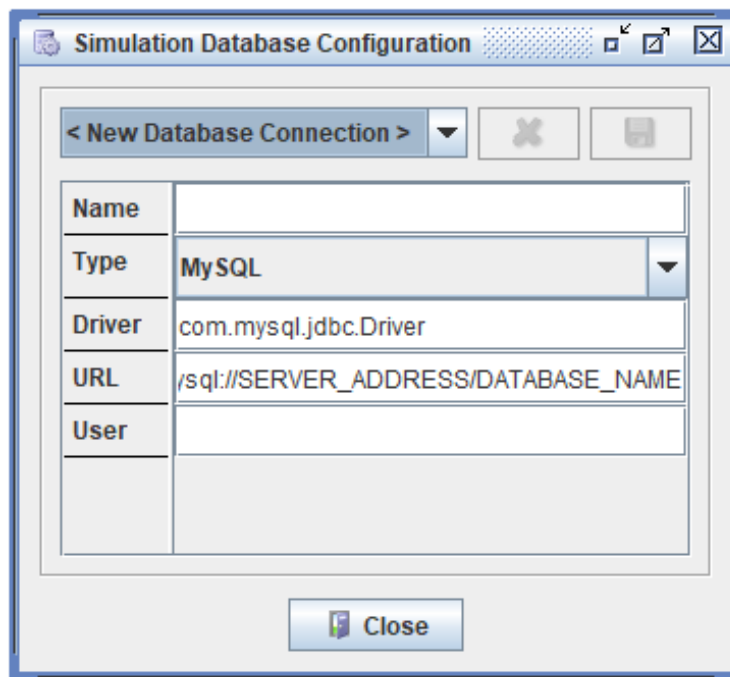 Simulation Database Configuration
< New Database Connection >
Name
Type MySQL
Driver com.mysql.jdbc.Driver
URL ysql://SERVER_ADDRESS/DATABASE_NAME
User
Close